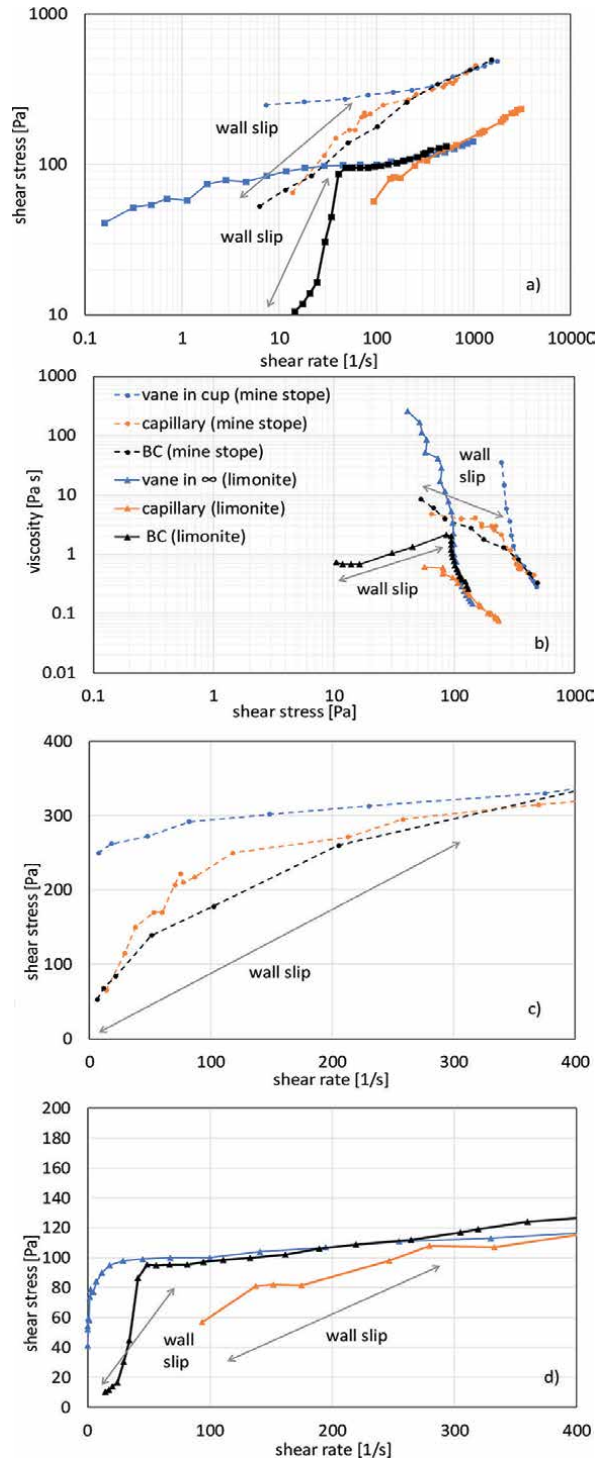 1000
shear stress [Pa]
100
wall slip
wall slip
10
a)
0.1 1 10 100 1000 10000
shear rate [1/s]
1000
vane in cup (mine stope)
capillary (mine stope)
BC (mine stope)
vane in ∞ (limonite)
capillary (limonite)
BC (limonite)
100
wall
slip
viscosity [Pa s]
10
1
wall slip
0.1
b)
0.01
0.1 1 10 100 1000
shear stress [Pa]
400
300
shear stress [Pa]
200
100
wall slip
c)
0
0 100 200 300 400
shear rate [1/s]
200
180
160
140
120
shear stress [Pa]
100
80
60
wall
slip
wall slip
40
20
d)
0
0 100 200 300 400
shear rate [1/s]